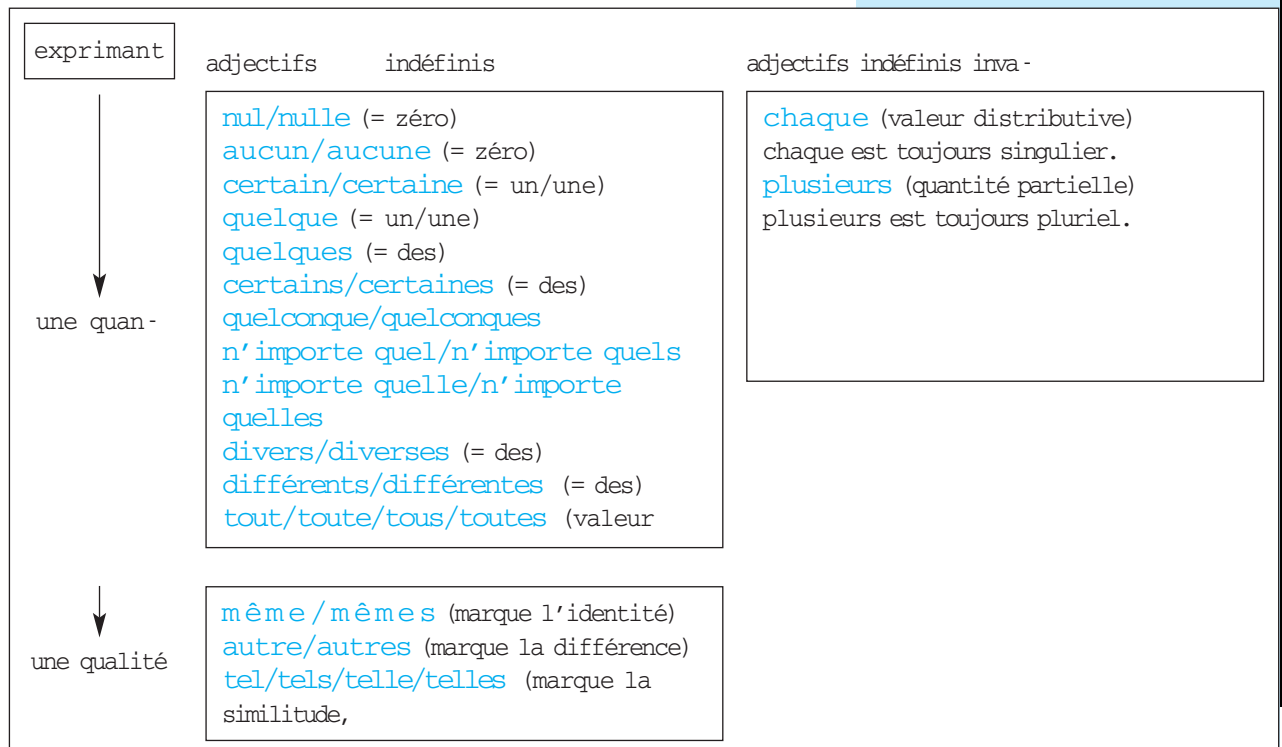 exprimant
adjectifs indéfinis
adjectifs indéfinis inva-
nul/nulle (= zéro)
aucun/aucune (= zéro)
certain/certaine (= un/une)
quelque (= un/une)
quelques (= des)
certains/certaines (= des)
quelconque/quelconques
n'importe quel/n'importe quels
n'importe quelle/n'importe
quelles
divers/diverses (= des)
différents/différentes (= des)
tout/toute/tous/toutes (valeur
chaque (valeur distributive)
chaque est toujours singulier.
plusieurs (quantité partielle)
plusieurs est toujours pluriel.
une quan-
même/mêmes (marque l'identité)
autre/autres (marque la différence)
tel/tels/telle/telles (marque la
similitude,
une qualité